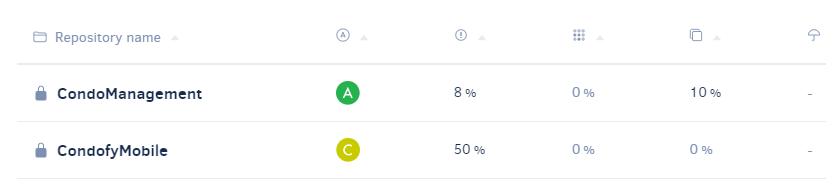 Repository name A
CondoManagement A 8 % 0 % 10 % -
CondofyMobile C 50 % 0 % 0 % -